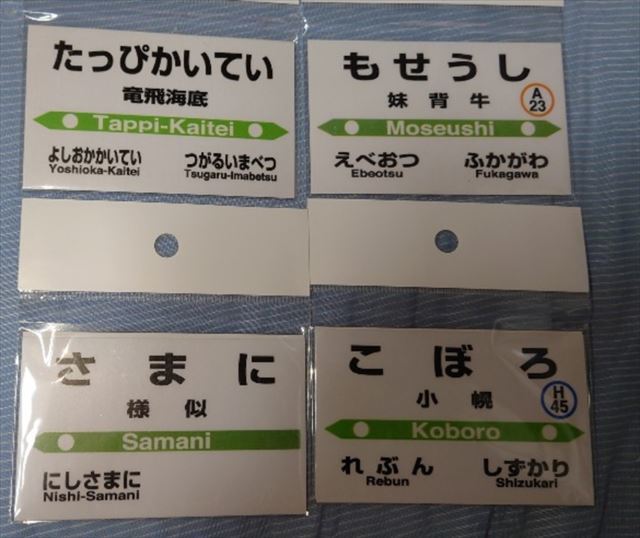 たっぴかいてい
竜飛海底
Tappi-Kaitei
よしおかかいてい つがるいまべつ
Yoshioka-Kaitei Tsugaru-Imabetsu
もせうし
妹背牛
A
23
Moseushi
えべおつ ふかがわ
Ebeotsu Fukagawa
さまに
様似
Samani
にしさまに
Nishi-Samani
こぼろ
小幌
H
45
Koboro
れぶん しずかり
Rebun Shizukari